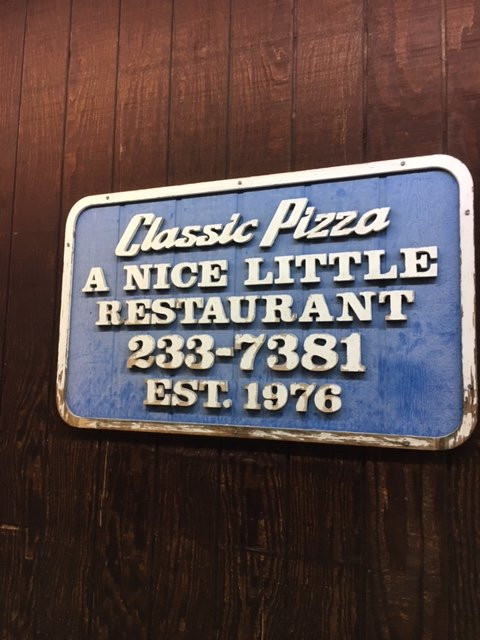 Classic Pizza
A NICE LITTLE
RESTAURANT
233-7381
EST. 1976